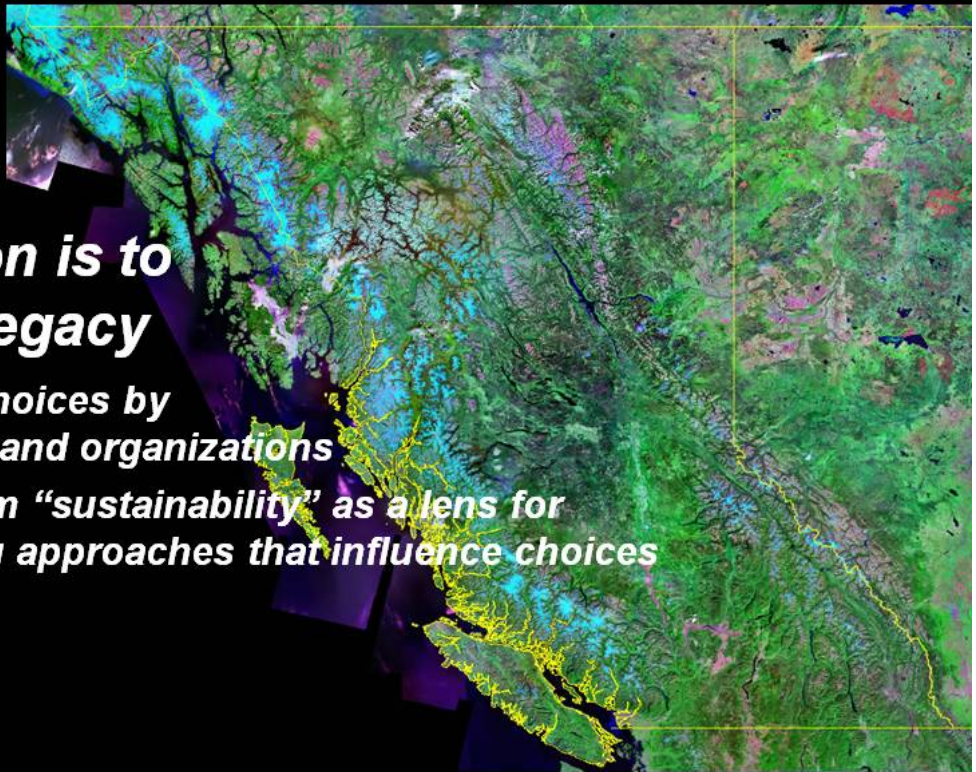 on is to
egacy
hoices by
and organizations
m “sustainability” as a lens for
approaches that influence choices